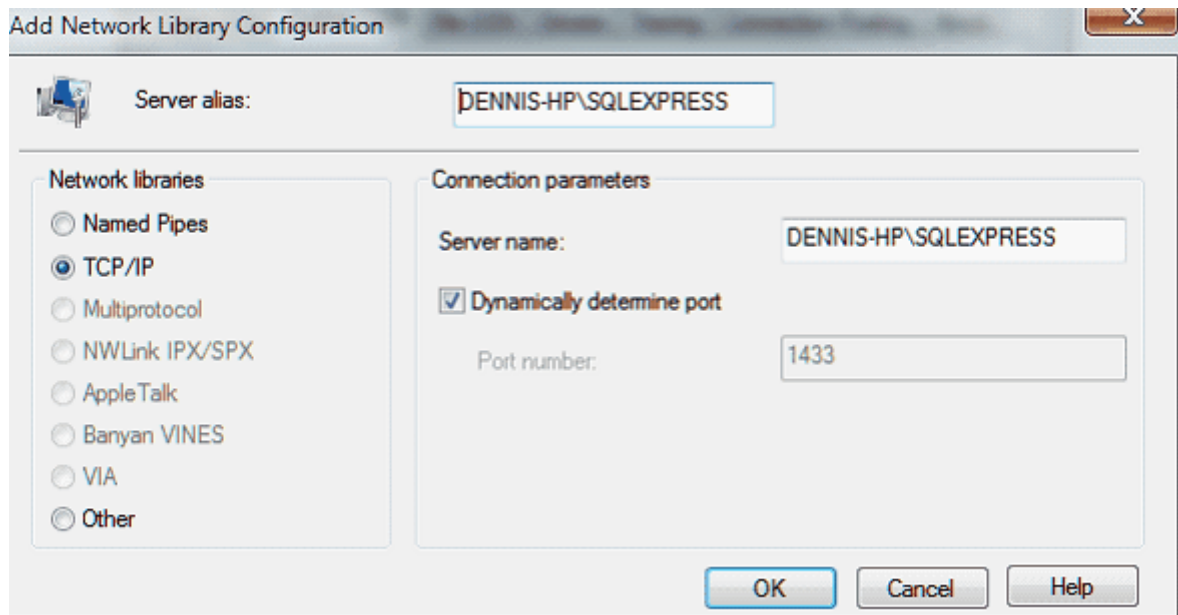 Add Network Library Configuration
Server alias:
DENNIS-HP\SQLEXPRESS
Network libraries
Named Pipes
TCP/IP
Multiprotocol
NWLink IPX/SPX
AppleTalk
Banyan VINES
VIA
Other
Connection parameters
Server name:
DENNIS-HP\SQLEXPRESS
Dynamically determine port
Port number:
1433
OK
Cancel
Help